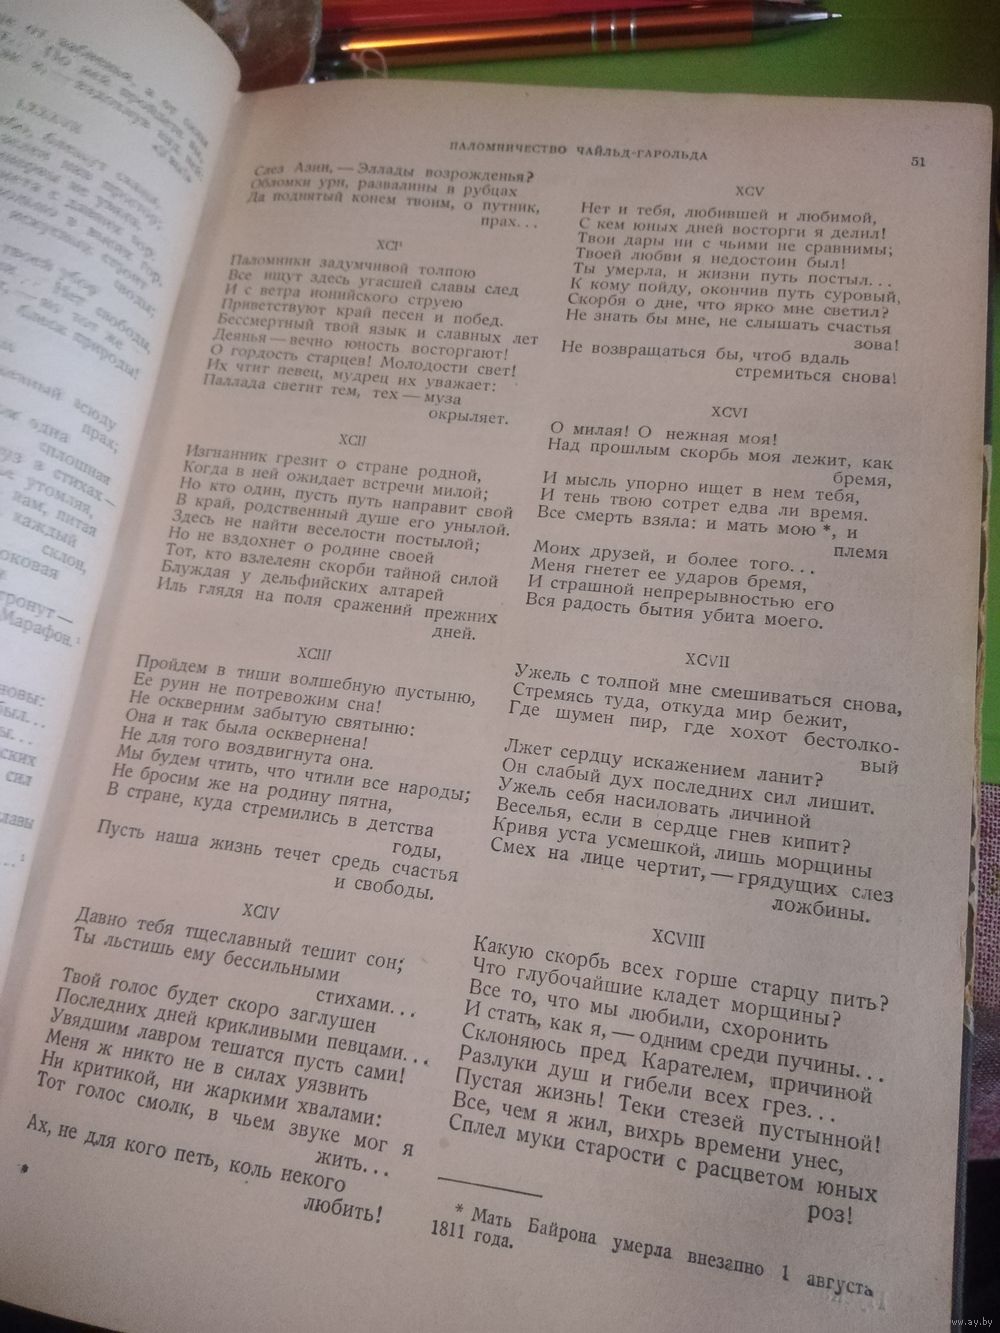 ПАЛОМНИЧЕСТВО ЧАЙЛЬД-ГАРОЛЬДА
51
Слез Азии, — Эллады возрожденья?
Обломки урн, развалины в рубцах
Да поднятый конем твоим, о путник,
прах...
XCI
Паломники задумчивой толпою
Все ищут здесь угасшей славы след
И с ветра ионийского струею
Приветствуют край песен и побед.
Бессмертный твой язык и славных лет
Деянья — вечно юность восторгают!
О гордость старцев! Молодости свет!
Их чтит певец, мудрец их уважает:
Паллада светит тем, тех — муза
окрыляет.
XCII
Изгнанник грезит о стране родной,
Когда в ней ожидает встречи милой;
Но кто один, пусть путь направит свой
В край, родственный душе его унылой.
Здесь не найти веселости постылой;
Но не вздохнет о родине своей
Тот, кто взлелеян скорби тайной силой
Блуждая у дельфийских алтарей
Иль глядя на поля сражений прежних
дней.
XCIII
Пройдем в тиши волшебную пустыню,
Ее руин не потревожим сна!
Не оскверним забытую святыню:
Она и так была осквернена!
Не для того воздвигнута она.
Мы будем чтить, что чтили все народы;
Не бросим же на родину пятна,
В стране, куда стремились в детства
годы,
Пусть наша жизнь течет средь счастья
и свободы.
XCIV
Давно тебя тщеславный тешит сон;
Ты льстишь ему бессильными
стихами...
Твой голос будет скоро заглушен
Последних дней крикливыми певцами...
Увядшим лавром тешатся пусть сами!
Меня ж никто не в силах уязвить
Ни критикой, ни жаркими хвалами:
Тот голос смолк, в чьем звуке мог я
жить...
Ах, не для кого петь, коль некого
любить!
XCV
Нет и тебя, любившей и любимой,
С кем юных дней восторги я делил!
Твои дары ни с чьими не сравнимы;
Твоей любви я недостоин был!
Ты умерла, и жизни путь постыл...
К кому пойду, окончив путь суровый,
Скорбя о дне, что ярко мне светил?
Не знать бы мне, не слышать счастья
зова!
Не возвращаться бы, чтоб вдаль
стремиться снова!
XCVI
О милая! О нежная моя!
Над прошлым скорбь моя лежит, как
бремя,
И мысль упорно ищет в нем тебя,
И тень твою сотрет едва ли время.
Все смерть взяла: и мать мою *, и
племя
Моих друзей, и более того...
Меня гнетет ее ударов бремя,
И страшной непрерывностью его
Вся радость бытия убита моего.
XCVII
Ужель с толпой мне смешиваться снова,
Стремясь туда, откуда мир бежит,
Где шумен пир, где хохот бестолко-
вый
Лжет сердцу искажением ланит?
Он слабый дух последних сил лишит.
Ужель себя насиловать личиной
Веселья, если в сердце гнев кипит?
Кривя уста усмешкой, лишь морщины
Смех на лице чертит, — грядущих слез
ложбины.
XCVIII
Какую скорбь всех горше старцу пить?
Что глубочайшие кладет морщины?
Все то, что мы любили, схоронить
И стать, как я, — одним среди пучины...
Склоняюсь пред Карателем, причиной
Разлуки душ и гибели всех грез...
Пустая жизнь! Теки стезей пустынной!
Все, чем я жил, вихрь времени унес,
Сплел муки старости с расцветом юных
роз!
* Мать Байрона умерла внезапно 1 августа
1811 года.
всюду
прах;
одна
сплошная
в стихах —
утомляя,
вам, питая
каждый
склон,
Марафон.
был...
сил
www.ay.by